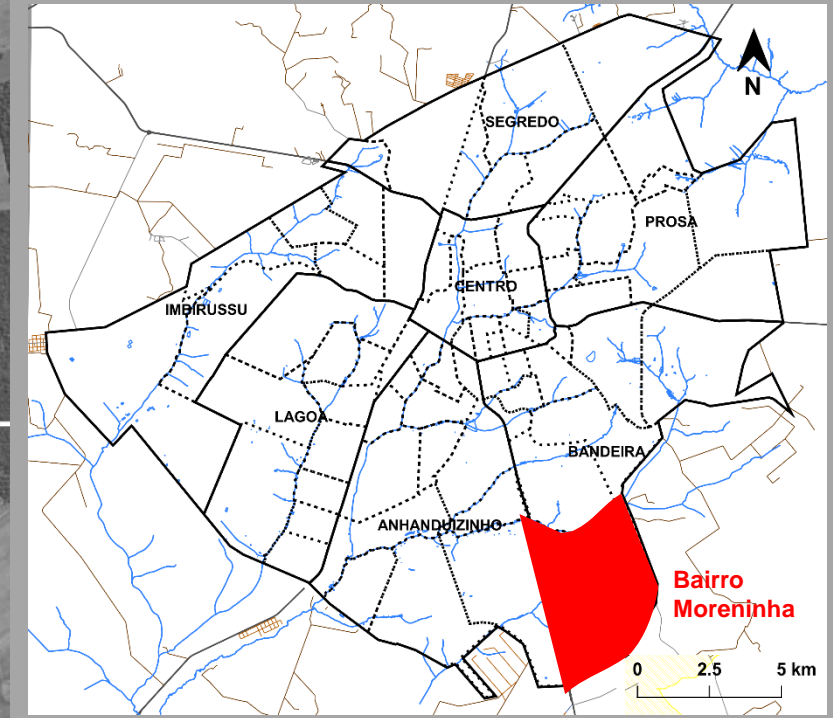 N
SEGREDO
PROSA
CENTRO
IMBIRUSSU
LAGOA
BANDEIRA
ANHANDUIZINHO
Bairro
Moreninha
0 2.5 5 km